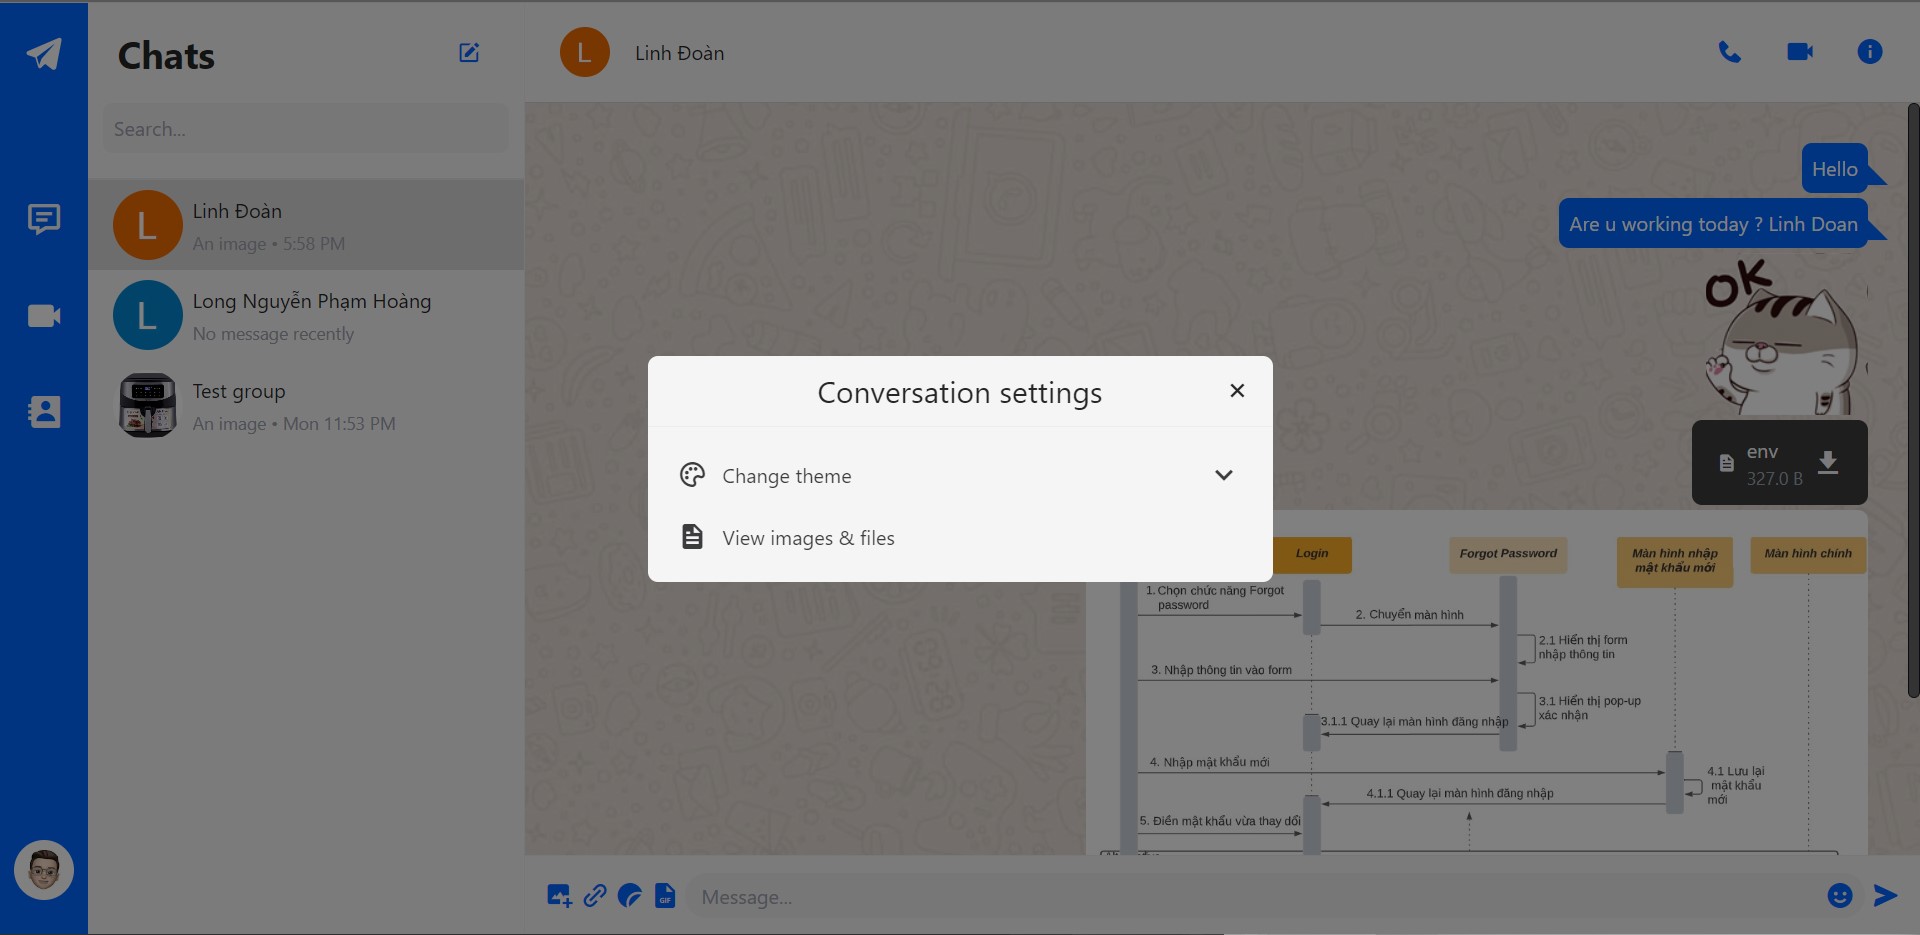 Chats
Search...
L
Linh Đoàn
An image • 5:58 PM
L
Long Nguyễn Phạm Hoàng
No message recently
Test group
An image • Mon 11:53 PM
L
Linh Đoàn
Hello
Are u working today ? Linh Doan
OK
env
327.0 B
Conversation settings
Change theme
View images & files
Login
Forgot Password
Màn hình nhập
mật khẩu mới
Màn hình chính
1. Chọn chức năng Forgot
password
2. Chuyển màn hình
2.1 Hiển thị form
nhập thông tin
3. Nhập thông tin vào form
3.1 Hiển thị pop-up
xác nhận
3.1.1 Quay lại màn hình đăng nhập
4. Nhập mật khẩu mới
4.1 Lưu lại
mật khẩu
mới
4.1.1 Quay lại màn hình đăng nhập
5. Điền mật khẩu vừa thay đổi
GIF
Message...